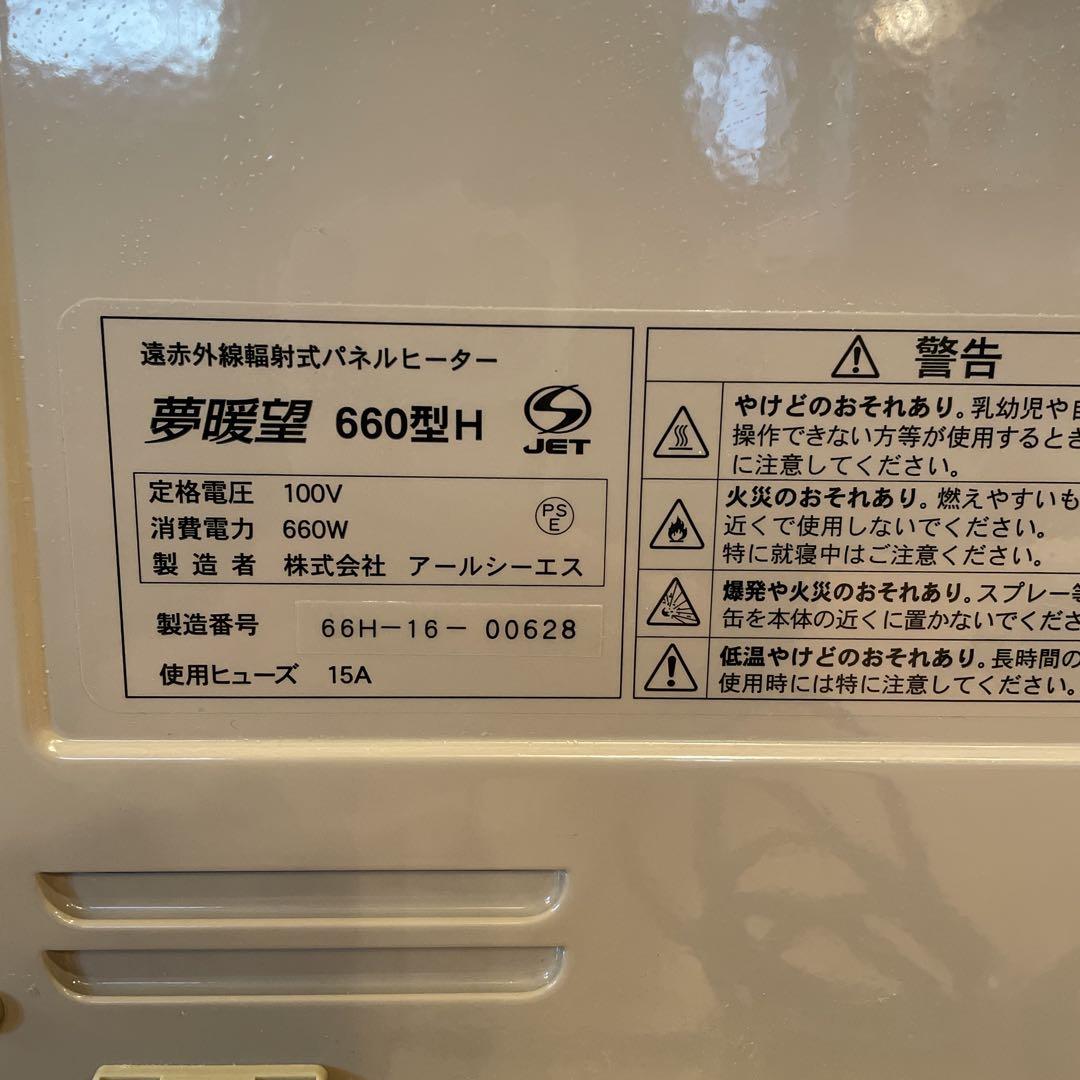 遠赤外線輻射式パネルヒーター
夢暖望 660型H
JET
定格電圧 100V
消費電力 660W
PS
E
製造者 株式会社 アールシーエス
製造番号 66H-16-00628
使用ヒューズ 15A
警告
やけどのおそれあり。乳幼児や
操作できない方等が使用するとき
に注意してください。
火災のおそれあり。燃えやすいも
近くで使用しないでください。
特に就寝中はご注意ください。
爆発や火災のおそれあり。スプレー
缶を本体の近くに置かないでくださ
低温やけどのおそれあり。長時間の
使用時には特に注意してください。